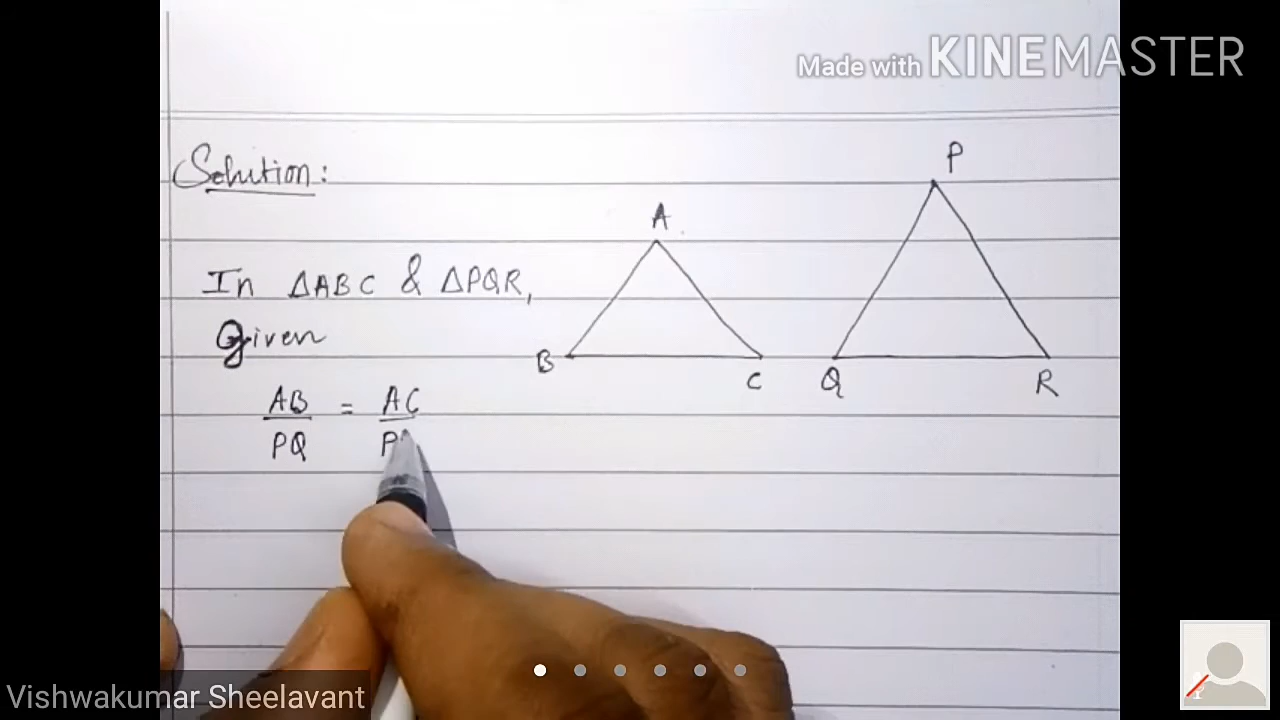 Made with KINEMASTER
Solution:
P
A
In ΔABC & ΔPQR,
Given
B
C
Q
R
AB = AC
PQ P
Vishwakumar Sheelavant